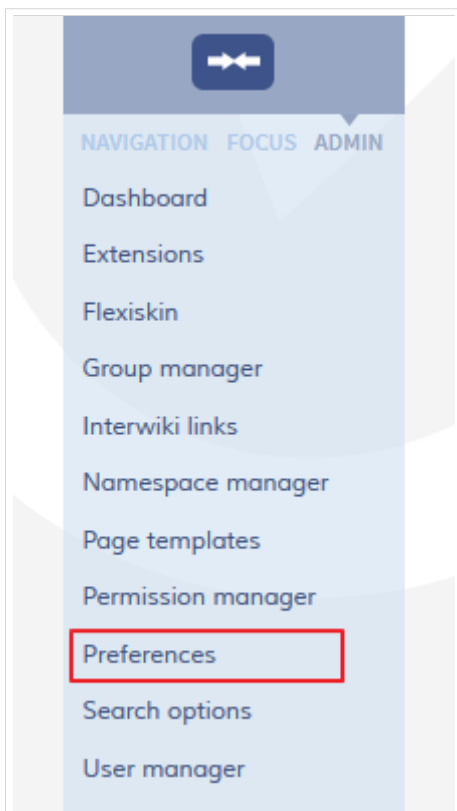 NAVIGATION FOCUS ADMIN
Dashboard
Extensions
Flexiskin
Group manager
Interwiki links
Namespace manager
Page templates
Permission manager
Preferences
Search options
User manager